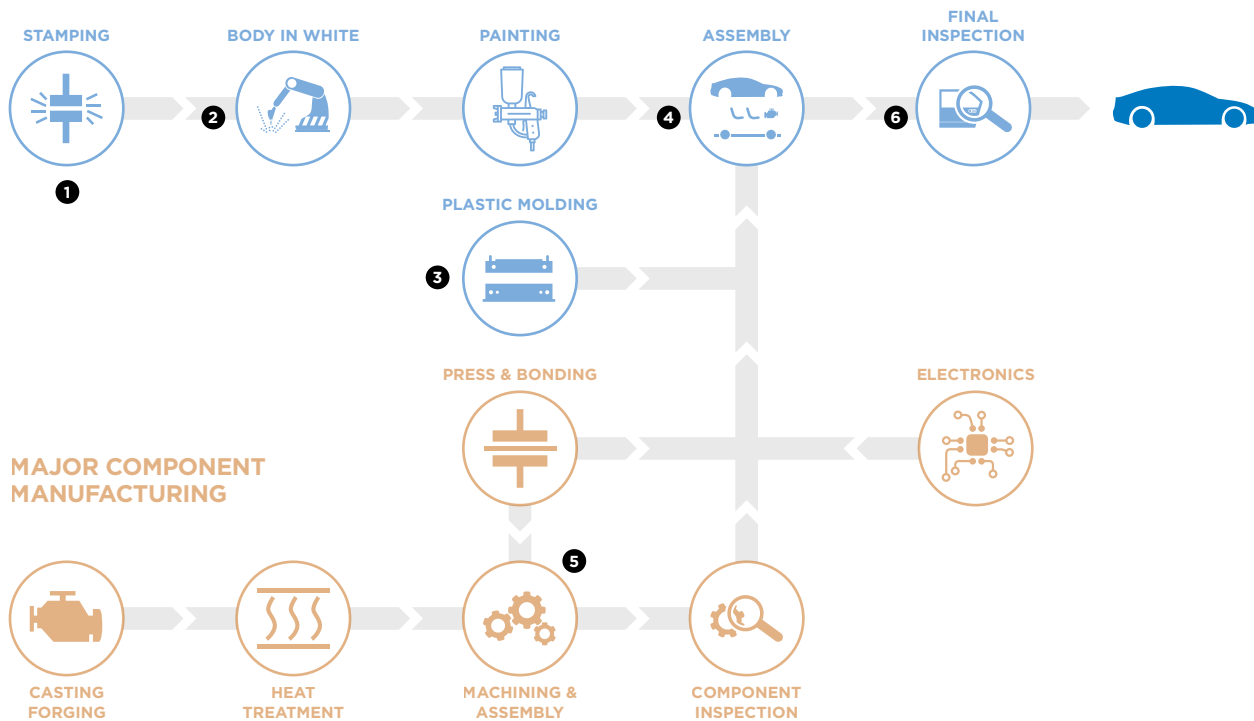 STAMPING
BODY IN WHITE
PAINTING
ASSEMBLY
FINAL
INSPECTION
2
4
6
1
PLASTIC MOLDING
3
PRESS & BONDING
ELECTRONICS
MAJOR COMPONENT
MANUFACTURING
5
CASTING
FORGING
HEAT
TREATMENT
MACHINING &
ASSEMBLY
COMPONENT
INSPECTION